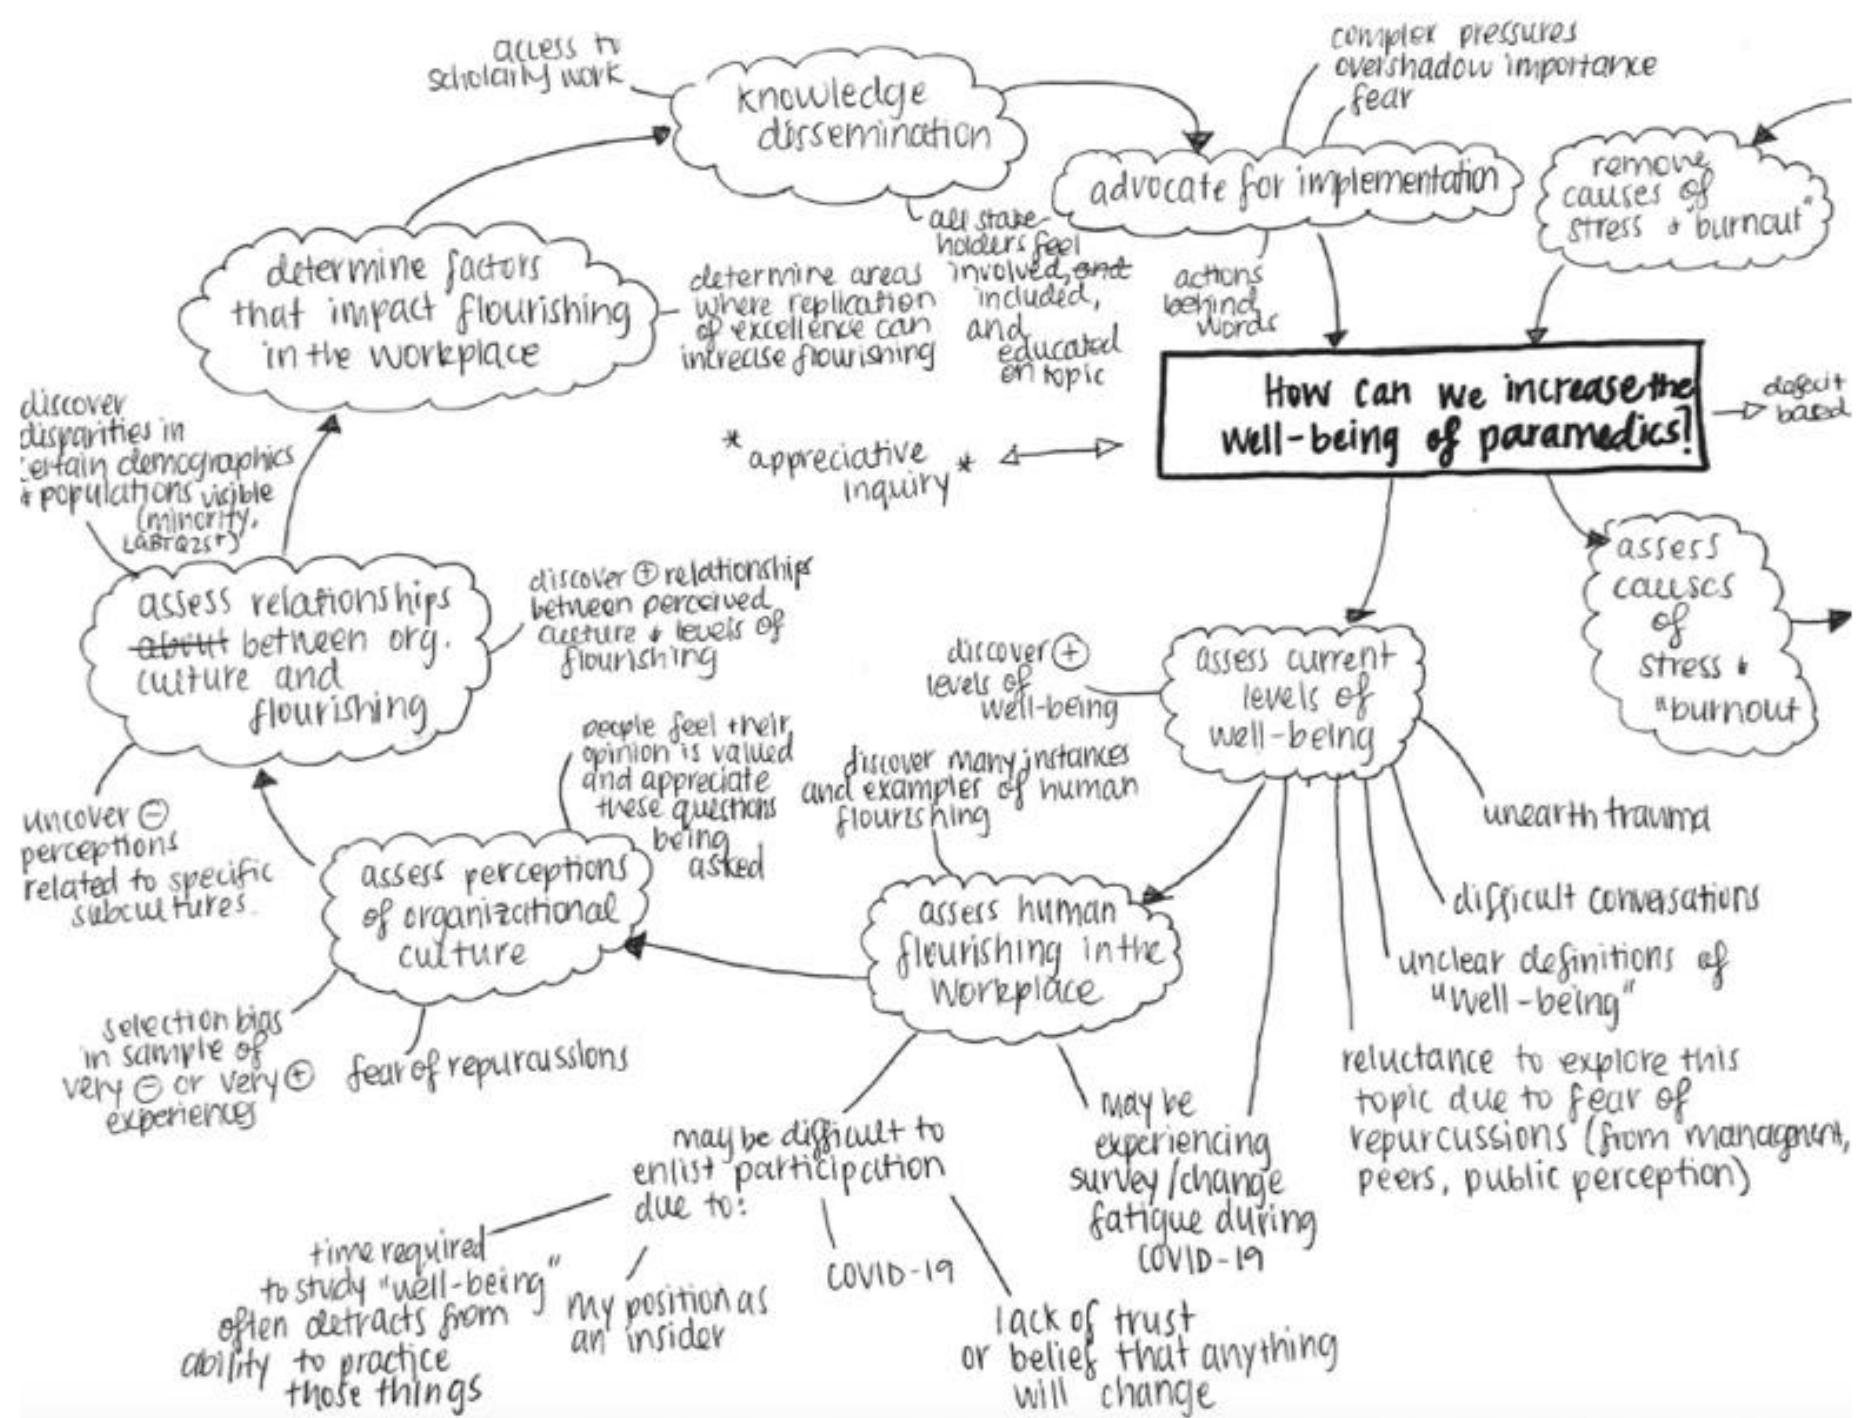 access to
scholarly work
knowledge
dissemination
complex pressures
overshadow importance
fear
advocate for implementation
remove
causes of
stress + "burnout"
all stake-
holders feel
involved, and
included,
and
educated
on topic
actions
behind
words
determine factors
that impact flourishing
in the workplace
determine areas
where replication
of excellence can
increase flourishing
How can we increase the
well-being of paramedics?
deficit
based
*appreciative
inquiry*
discover
disparities in
certain demographics
+ populations visible
(minority,
LGBTQ2S+)
assess relationships
about between org.
culture and
flourishing
discover ⊕ relationships
between perceived
culture + levels of
flourishing
assess
causes
of
stress +
"burnout
discover ⊕
levels of
well-being
assess current
levels of
well-being
people feel their
opinion is valued
and appreciate
these questions
being
asked
discover many instances
and examples of human
flourishing
uncover ⊖
perceptions
related to specific
subcultures.
assess perceptions
of organizational
culture
assess human
flourishing in the
workplace
unearth trauma
difficult conversations
unclear definitions of
"well-being"
reluctance to explore this
topic due to fear of
repurcussions (from managment,
peers, public perception)
selection bias
in sample of
very ⊖ or very ⊕
experiences
fear of repurcussions
may be difficult to
enlist participation
due to:
may be
experiencing
survey/change
fatigue during
COVID-19
time required
to study "well-being"
often detracts from
ability to practice
those things
my position as
an insider
COVID-19
lack of trust
or belief that anything
will change